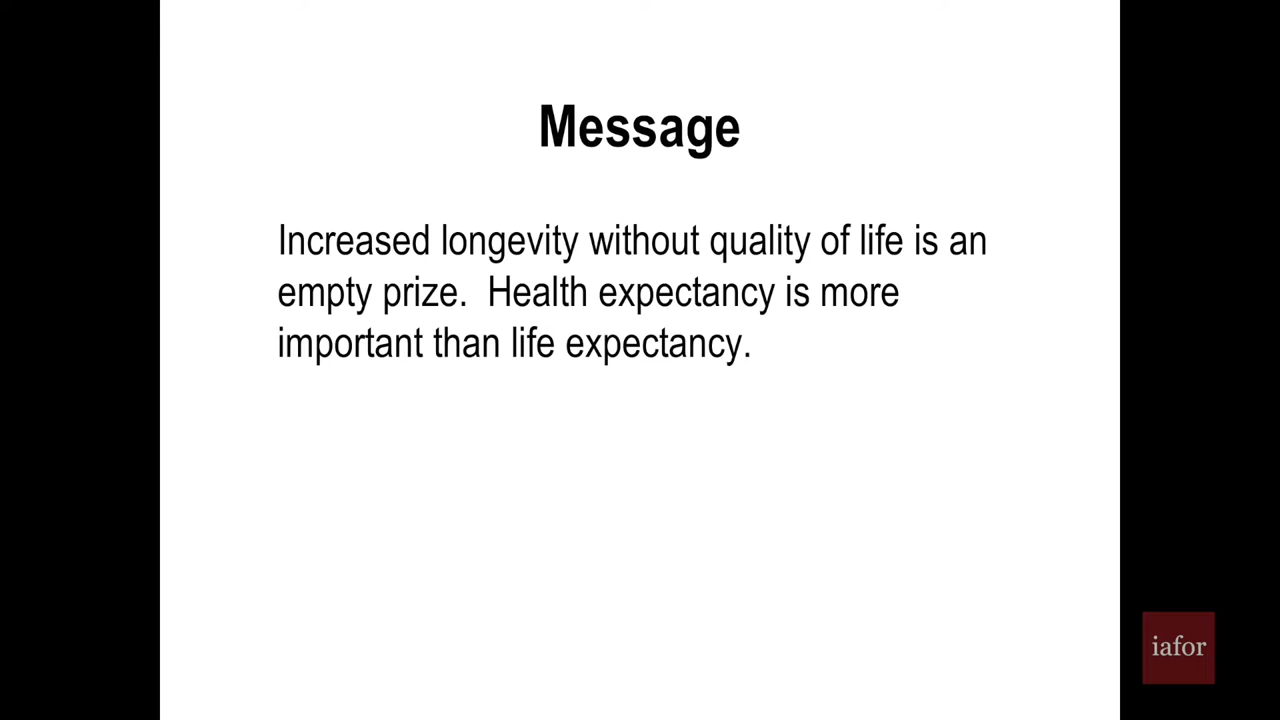 Message
Increased longevity without quality of life is an
empty prize.  Health expectancy is more
important than life expectancy.
iafor